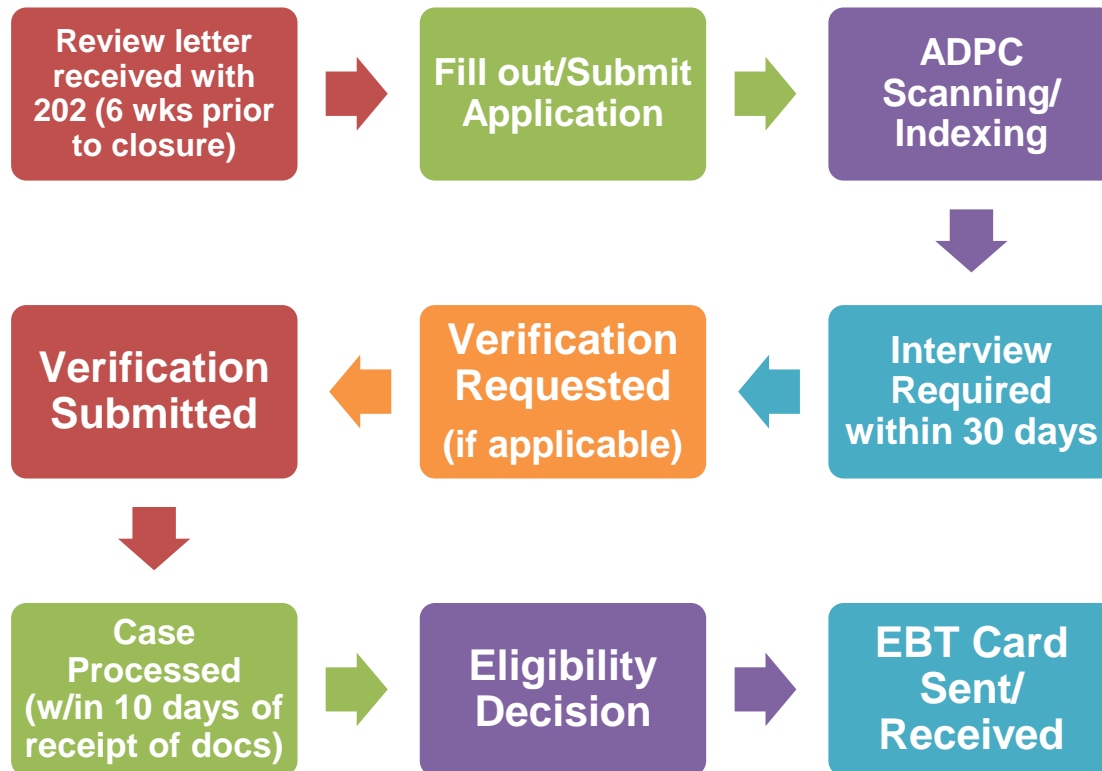 Review letter
received with
202 (6 wks prior
to closure)
Fill out/Submit
Application
ADPC
Scanning/
Indexing
Interview
Required
within 30 days
Verification
Requested
(if applicable)
Verification
Submitted
Case
Processed
(w/in 10 days of
receipt of docs)
Eligibility
Decision
EBT Card
Sent/
Received